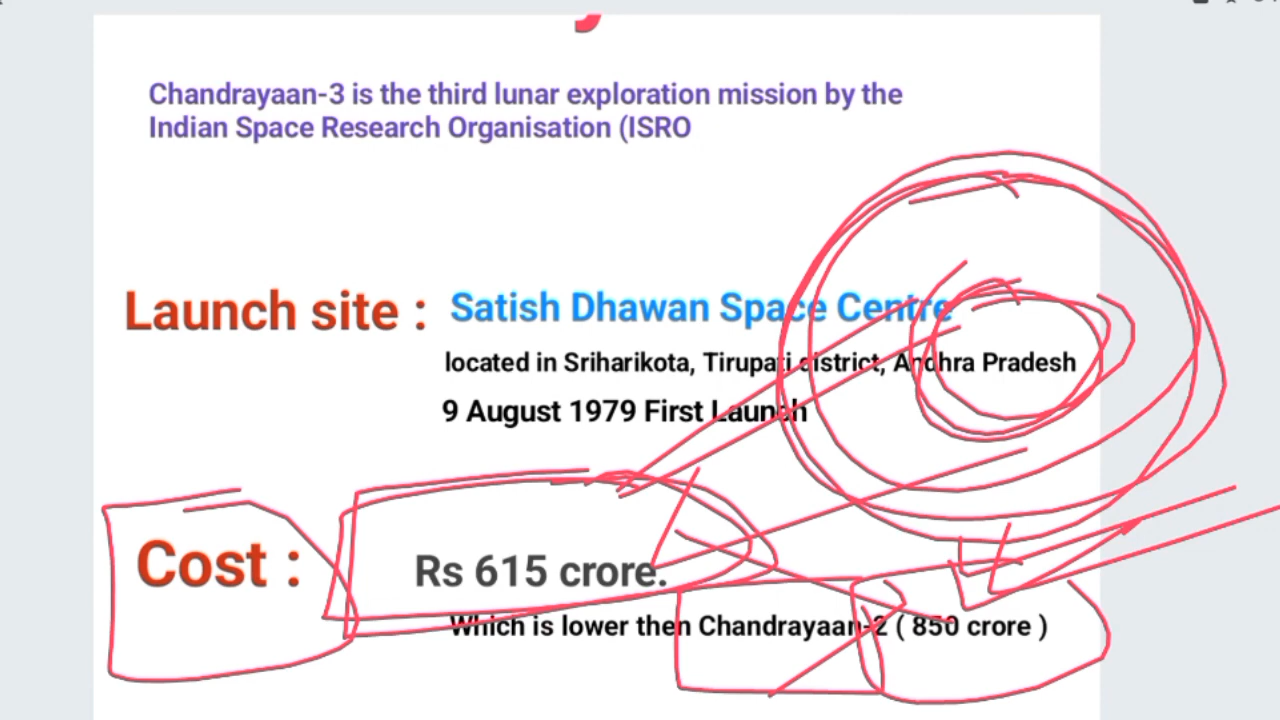 Chandrayaan-3 is the third lunar exploration mission by the
Indian Space Research Organisation (ISRO
Launch site : Satish Dhawan Space Centre
located in Sriharikota, Tirupati district, Andhra Pradesh
9 August 1979 First Launch
Cost : Rs 615 crore.
Which is lower then Chandrayaan-2 ( 850 crore )